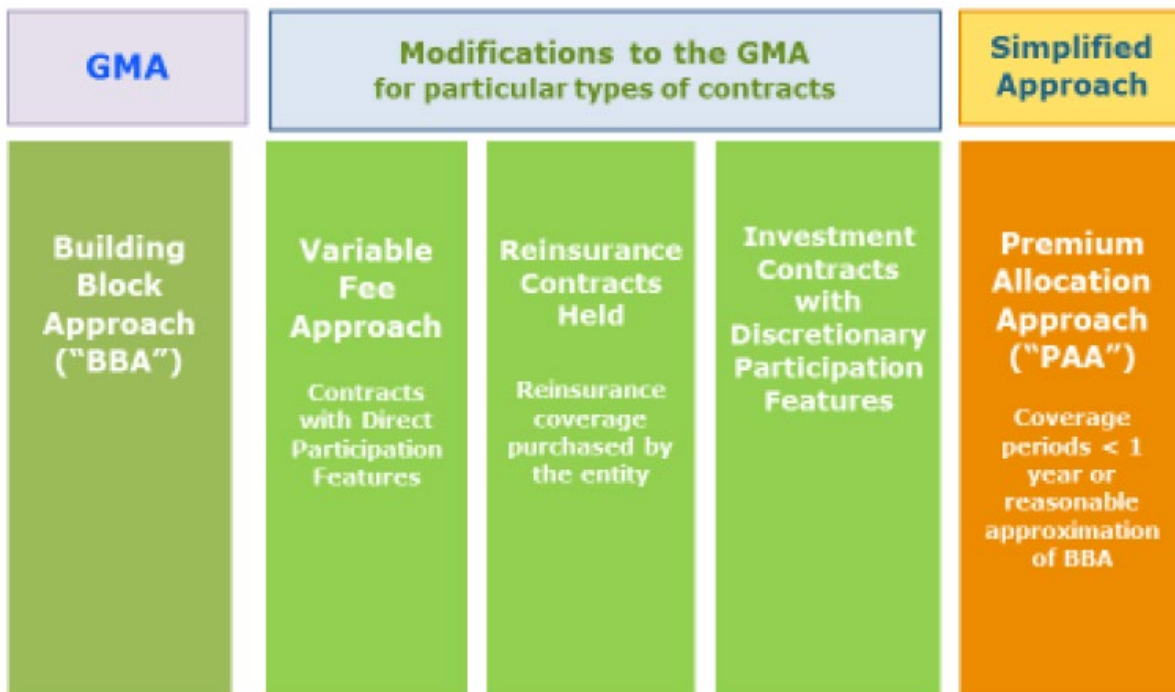 GMA
Modifications to the GMA
for particular types of contracts
Simplified
Approach
Building
Block
Approach
(“BBA”)
Variable
Fee
Approach
Contracts
with Direct
Participation
Features
Reinsurance
Contracts
Held
Reinsurance
coverage
purchased by
the entity
Investment
Contracts
with
Discretionary
Participation
Features
Premium
Allocation
Approach
(“PAA”)
Coverage
periods < 1
year or
reasonable
approximation
of BBA